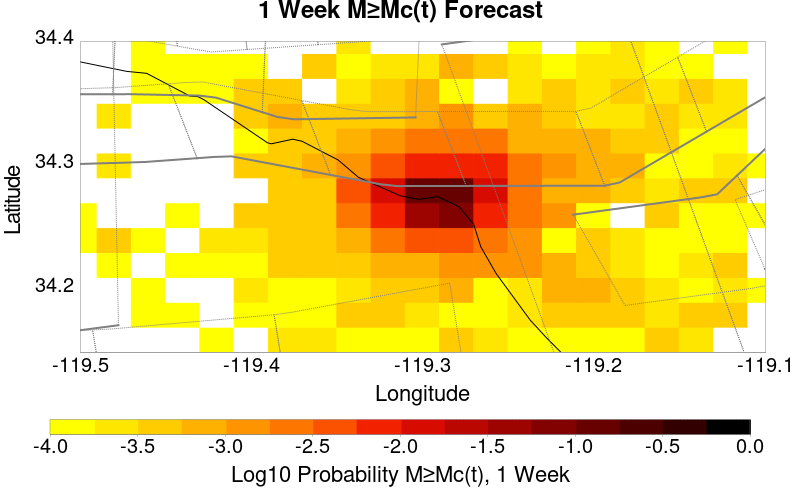 1 Week M≥Mc(t) Forecast
34.4
34.3
34.2
Latitude
-119.5 -119.4 -119.3 -119.2 -119.1
Longitude
-4.0 -3.5 -3.0 -2.5 -2.0 -1.5 -1.0 -0.5 0.0
Log10 Probability M≥Mc(t), 1 Week